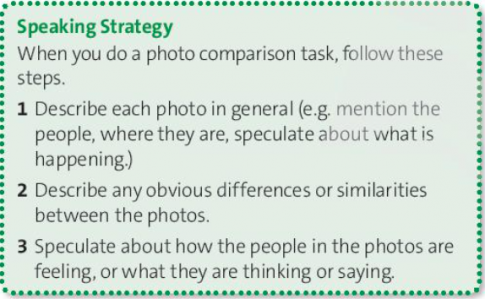 Speaking Strategy
When you do a photo comparison task, follow these
steps.
1 Describe each photo in general (e.g. mention the
people, where they are, speculate about what is
happening.)
2 Describe any obvious differences or similarities
between the photos.
3 Speculate about how the people in the photos are
feeling, or what they are thinking or saying.